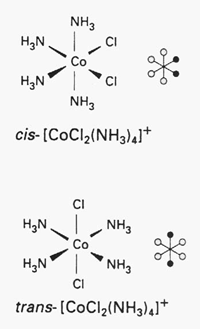 NH₃
H₃N Cl
Co
H₃N Cl
NH₃
cis-[CoCl₂(NH₃)₄]⁺
Cl
H₃N NH₃
Co
H₃N NH₃
Cl
trans-[CoCl₂(NH₃)₄]⁺